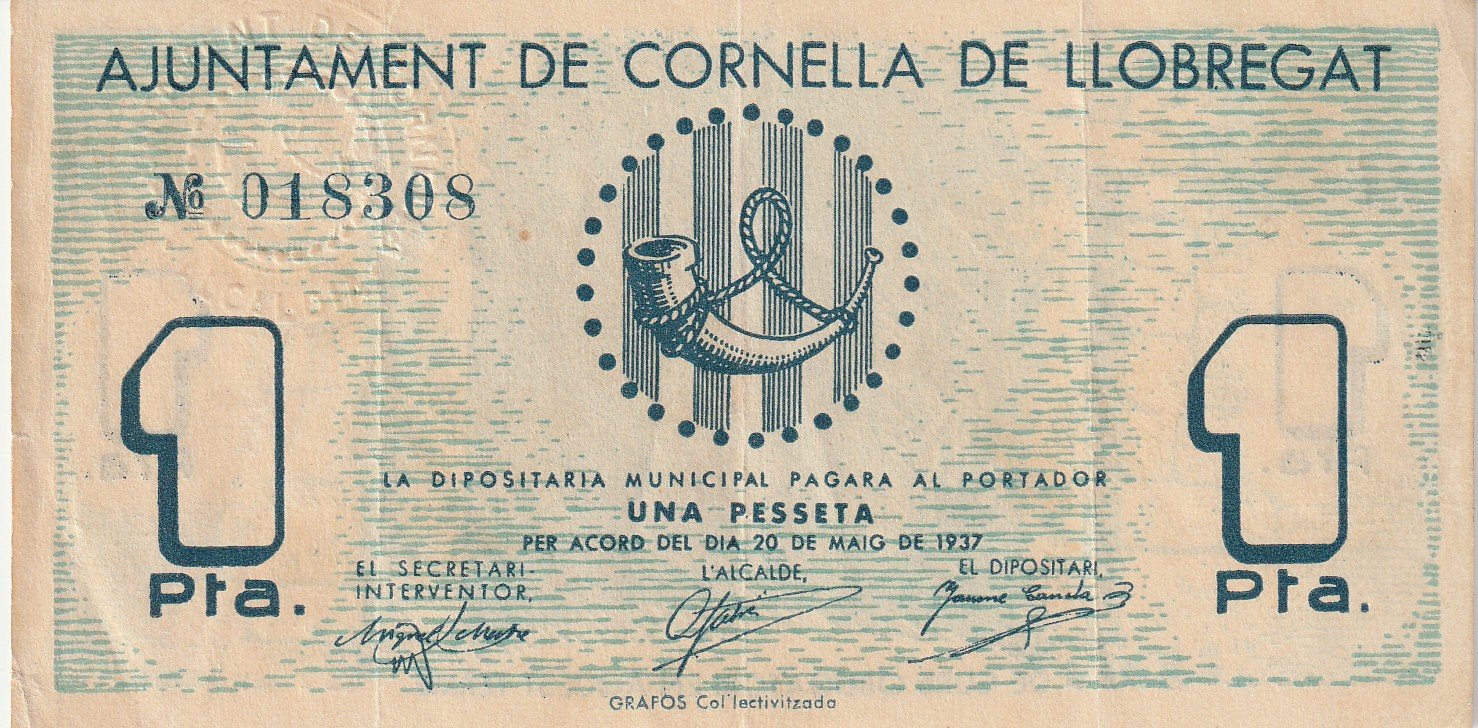 AJUNTAMENT DE CORNELLA DE LLOBREGAT
№ 018308
LA DIPOSITARIA MUNICIPAL PAGARA AL PORTADOR
UNA PESSETA
PER ACORD DEL DIA 20 DE MAIG DE 1937
EL SECRETARI-
INTERVENTOR,
L'ALCALDE,
EL DIPOSITARI,
1
Pta.
1
Pta.
GRAFOS Col·lectivitzada